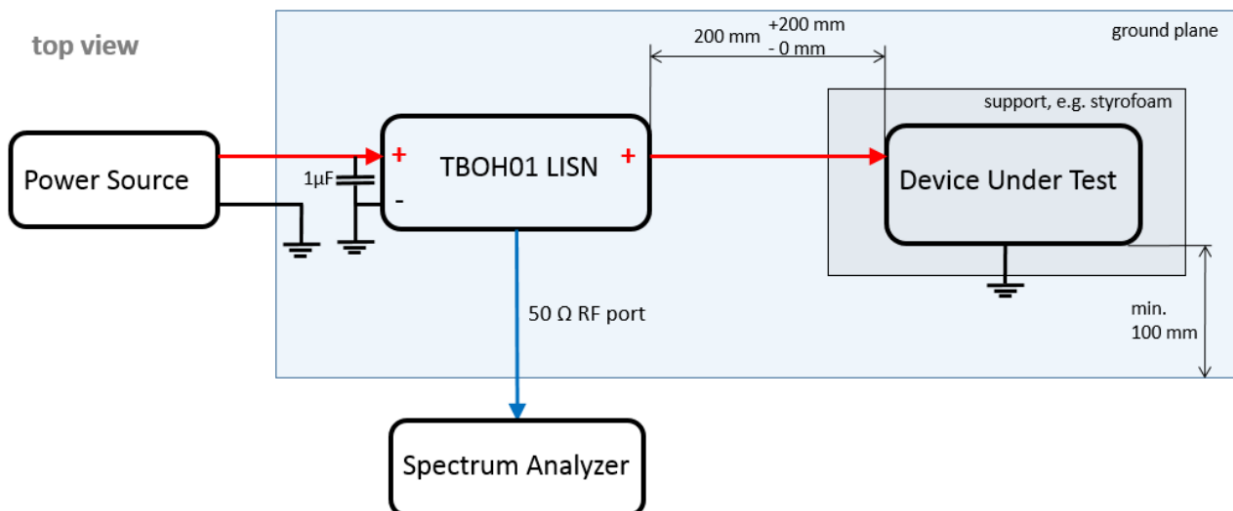 top view
200 mm +200 mm
- 0 mm
ground plane
support, e.g. styrofoam
Power Source
1µF
+
-
TBOH01 LISN
+
Device Under Test
50 Ω RF port
min.
100 mm
Spectrum Analyzer